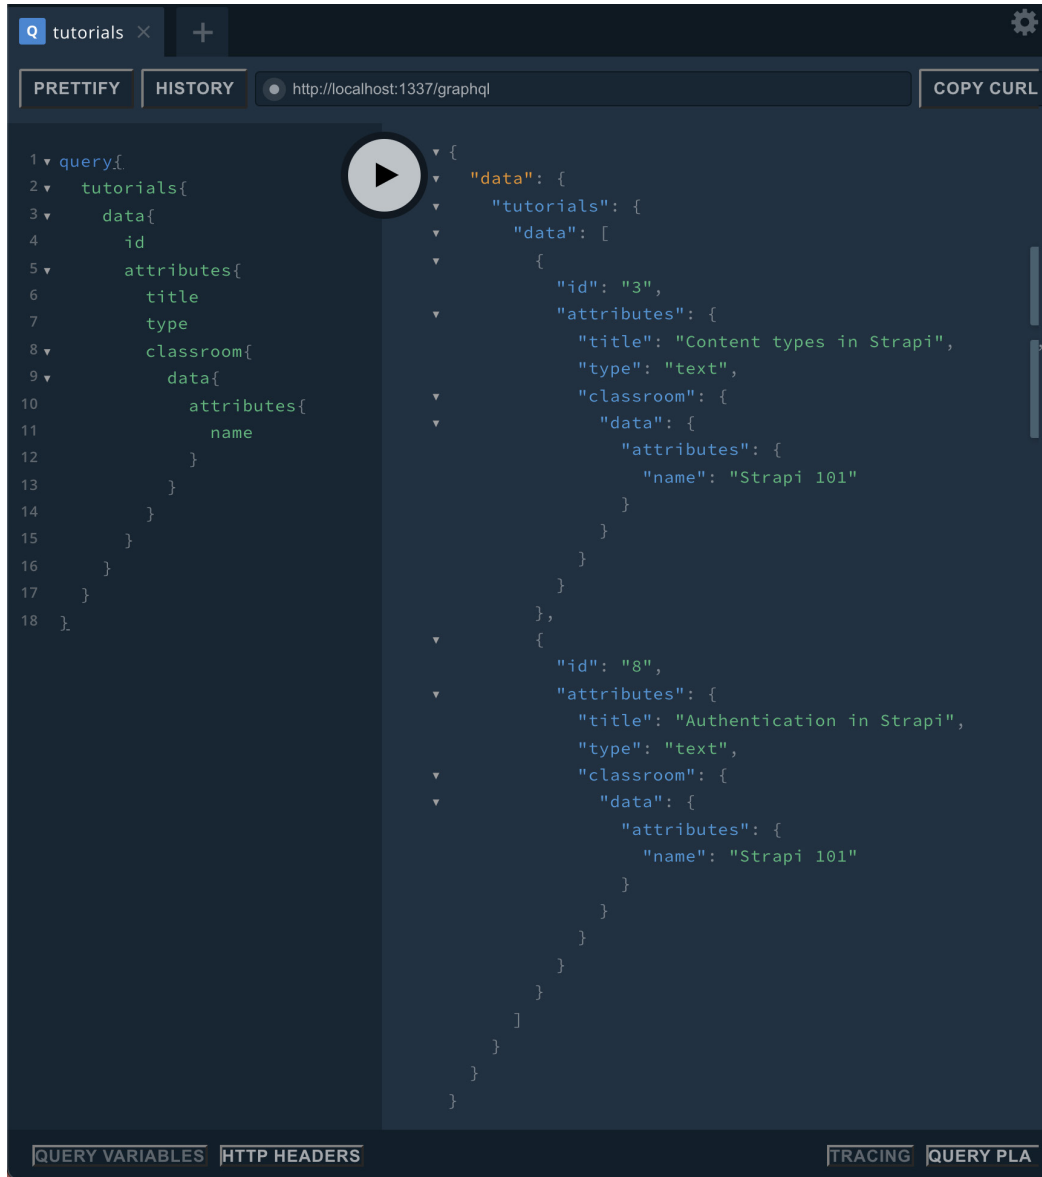 Q tutorials × +
PRETTIFY HISTORY http://localhost:1337/graphql COPY CURL
1 query{
2 tutorials{
3 data{
4 id
5 attributes{
6 title
7 type
8 classroom{
9 data{
10 attributes{
11 name
12 }
13 }
14 }
15 }
16 }
17 }
18 }
{
"data": {
"tutorials": {
"data": [
{
"id": "3",
"attributes": {
"title": "Content types in Strapi",
"type": "text",
"classroom": {
"data": {
"attributes": {
"name": "Strapi 101"
}
}
}
}
},
{
"id": "8",
"attributes": {
"title": "Authentication in Strapi",
"type": "text",
"classroom": {
"data": {
"attributes": {
"name": "Strapi 101"
}
}
}
}
}
]
}
}
}
QUERY VARIABLES HTTP HEADERS TRACING QUERY PLA